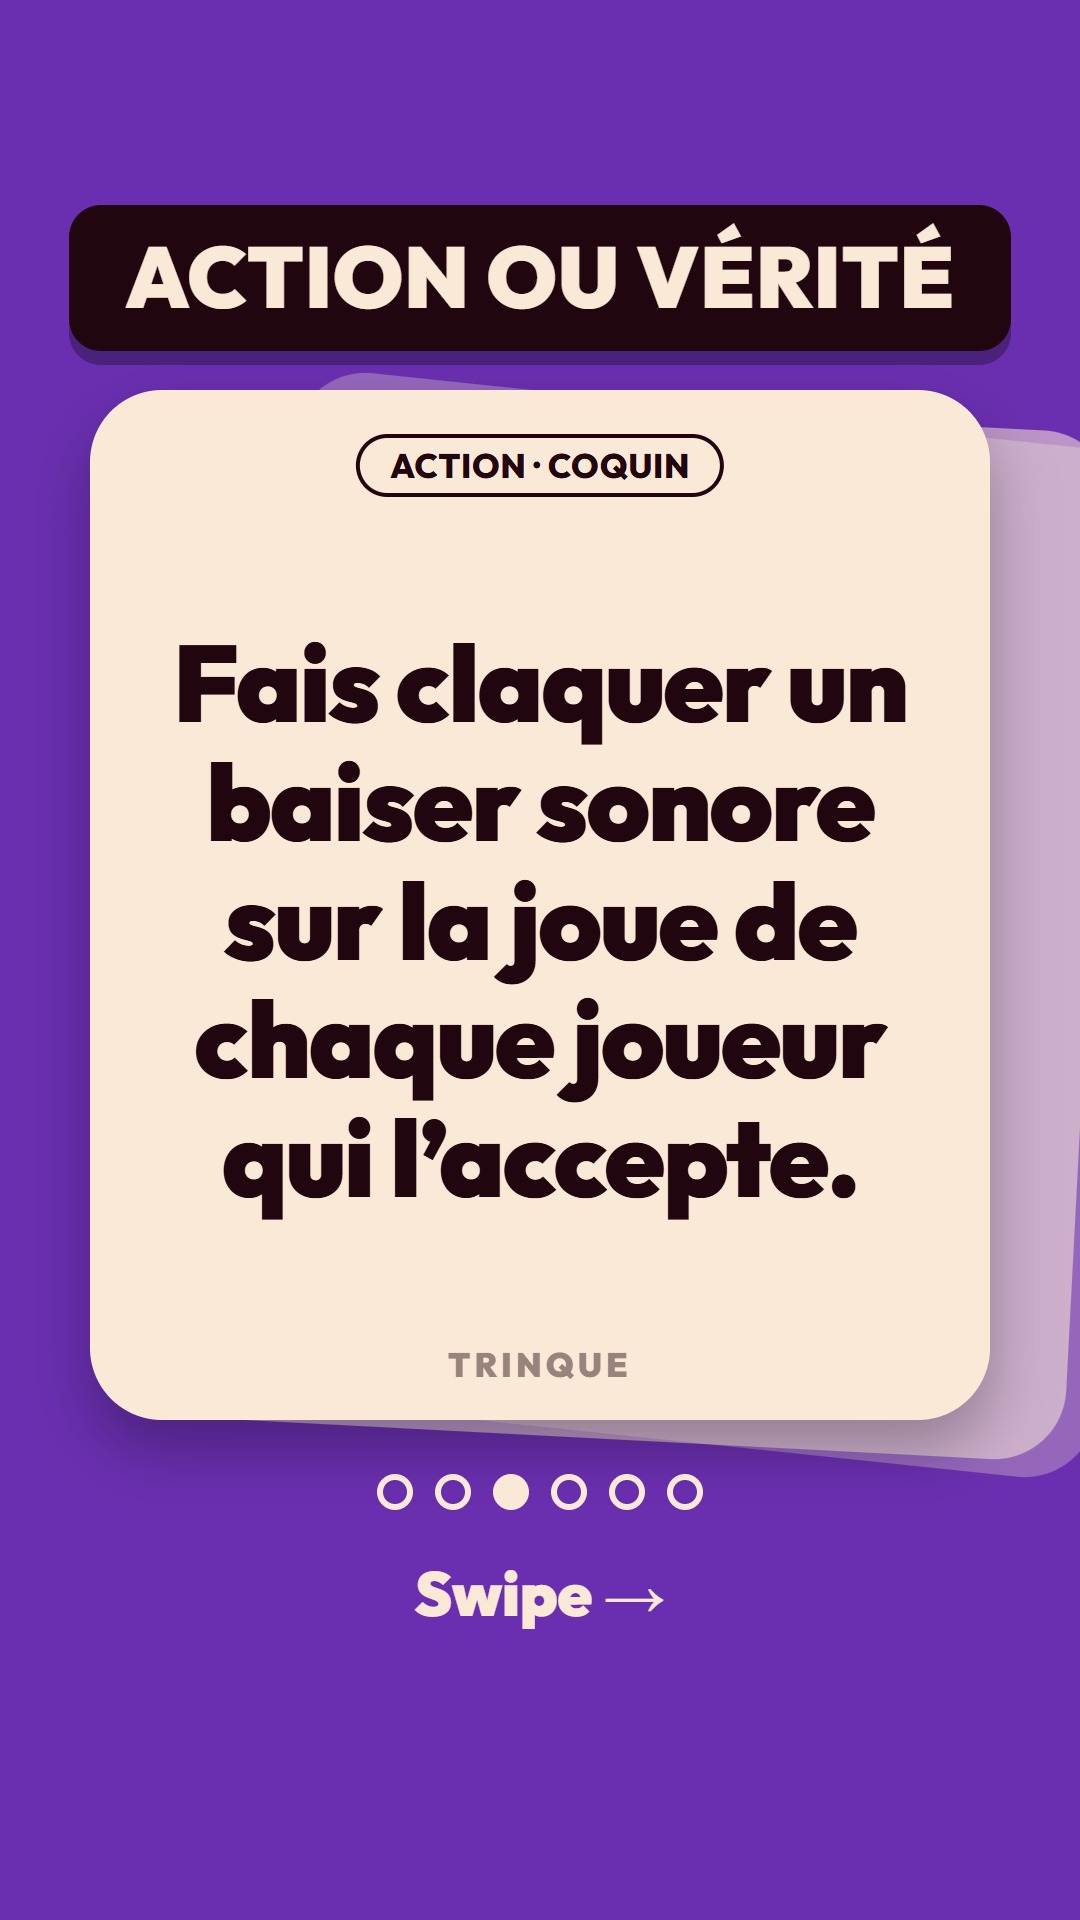 ACTION OU VÉRITÉ
ACTION · COQUIN
Fais claquer un
baiser sonore
sur la joue de
chaque joueur
qui l’accepte.
TRINQUE
Swipe →